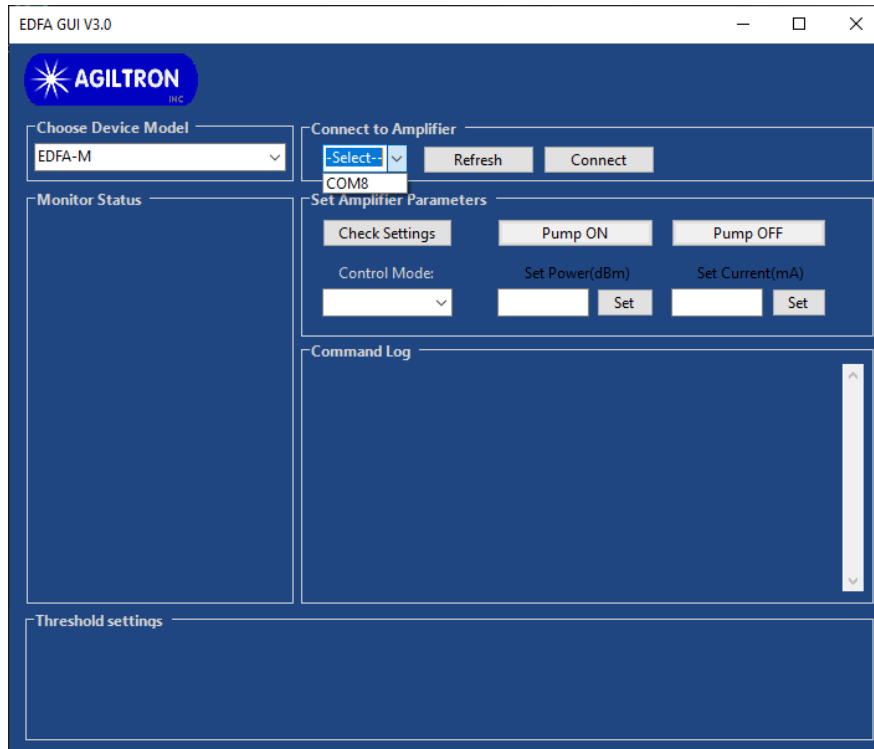 EDFA GUI V3.0
AGILTRON
INC
Choose Device Model
EDFA-M
Connect to Amplifier
-Select--
Refresh
Connect
COM8
Monitor Status
Set Amplifier Parameters
Check Settings
Pump ON
Pump OFF
Control Mode:
Set Power(dBm)
Set Current(mA)
Set
Set
Command Log
Threshold settings